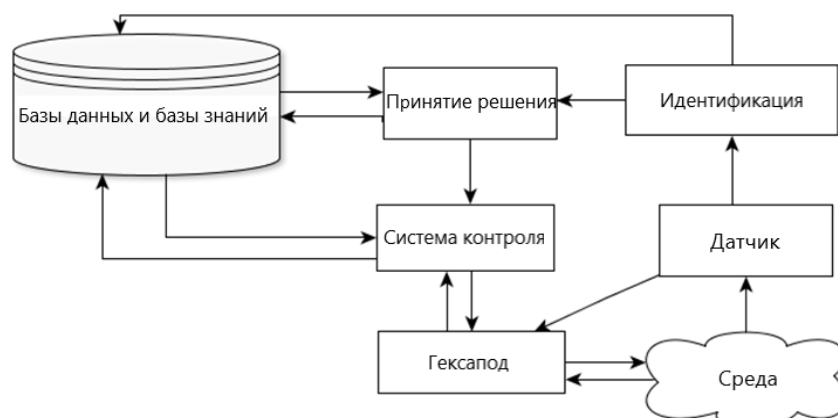 Базы данных и базы знаний
Принятие решения
Идентификация
Система контроля
Датчик
Гексапод
Среда